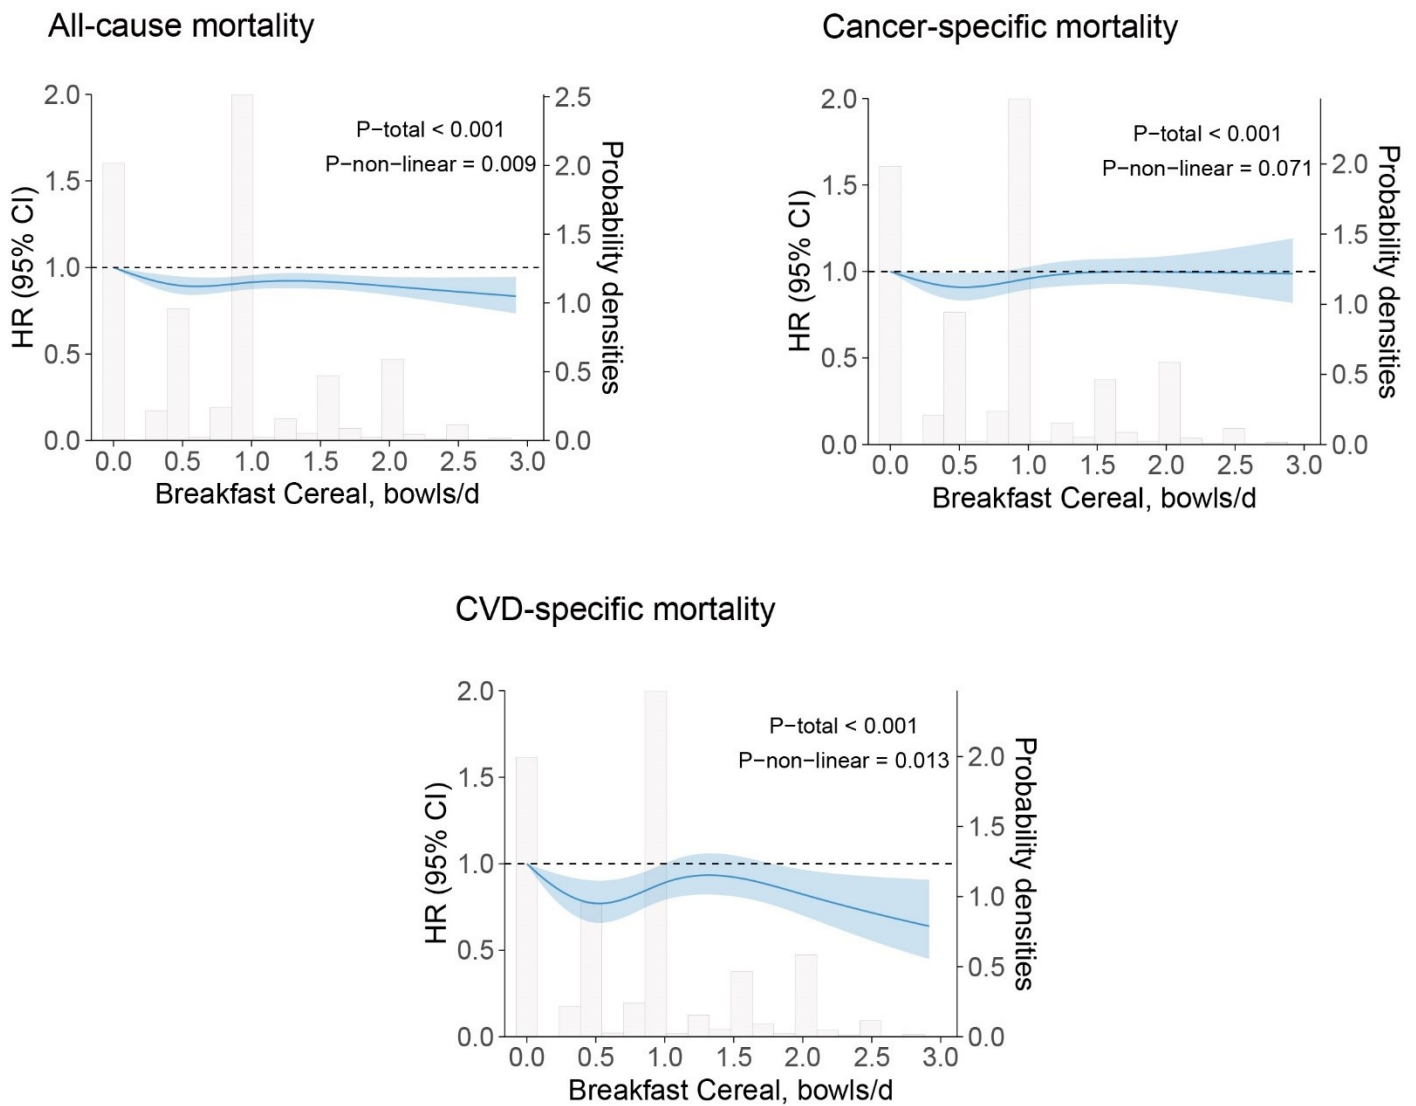 All-cause mortality
2.0
1.5
1.0
0.5
0.0
HR (95% CI)
P-total < 0.001
P-non-linear = 0.009
2.5
2.0
1.5
1.0
0.5
0.0
Probability densities
0.0 0.5 1.0 1.5 2.0 2.5 3.0
Breakfast Cereal, bowls/d
Cancer-specific mortality
2.0
1.5
1.0
0.5
0.0
HR (95% CI)
P-total < 0.001
P-non-linear = 0.071
2.0
1.5
1.0
0.5
0.0
Probability densities
0.0 0.5 1.0 1.5 2.0 2.5 3.0
Breakfast Cereal, bowls/d
CVD-specific mortality
2.0
1.5
1.0
0.5
0.0
HR (95% CI)
P-total < 0.001
P-non-linear = 0.013
2.0
1.5
1.0
0.5
0.0
Probability densities
0.0 0.5 1.0 1.5 2.0 2.5 3.0
Breakfast Cereal, bowls/d